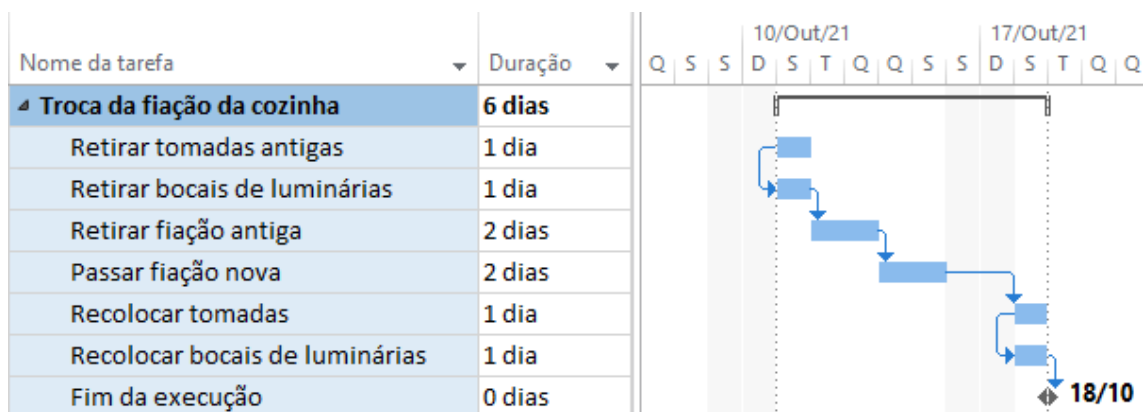 10/Out/21 17/Out/21
Nome da tarefa Duração Q S S D S T Q Q S S D S T Q Q
Troca da fiação da cozinha 6 dias
Retirar tomadas antigas 1 dia
Retirar bocais de luminárias 1 dia
Retirar fiação antiga 2 dias
Passar fiação nova 2 dias
Recolocar tomadas 1 dia
Recolocar bocais de luminárias 1 dia
Fim da execução 0 dias 18/10